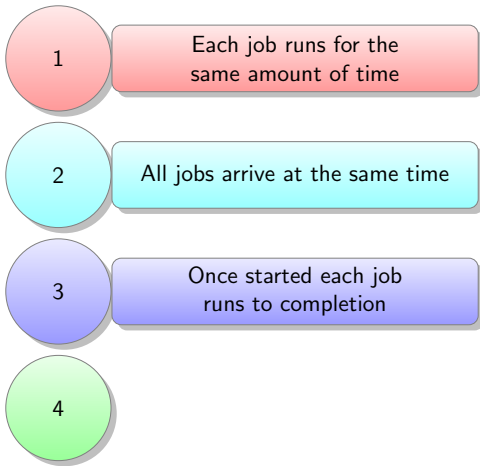 1
Each job runs for the
same amount of time
2
All jobs arrive at the same time
3
Once started each job
runs to completion
4